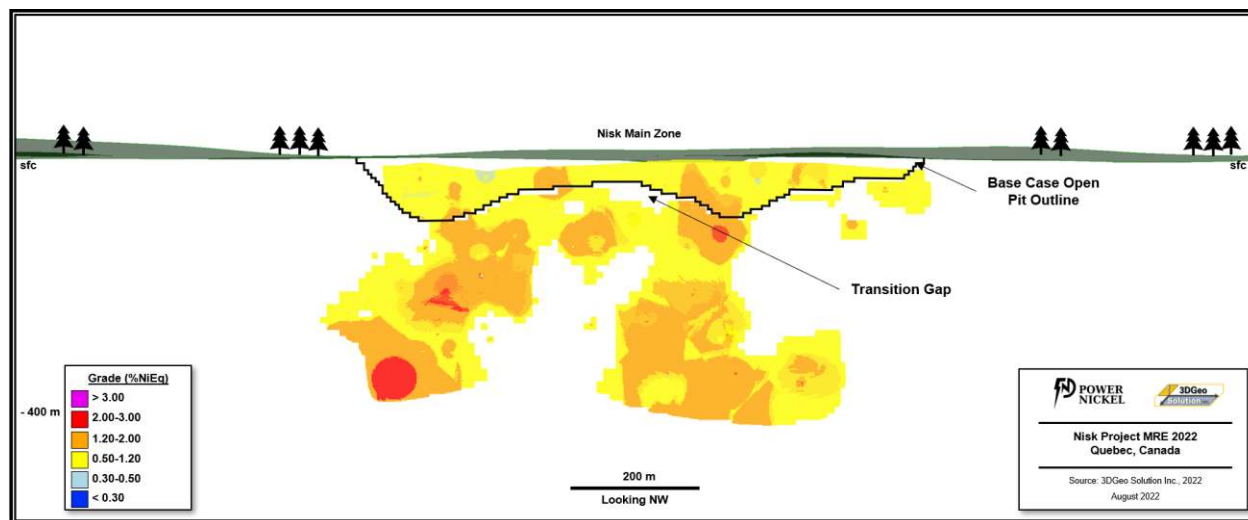 Nisk Main Zone
sfc
sfc
Base Case Open
Pit Outline
Transition Gap
Grade (%NiEq)
> 3.00
2.00-3.00
1.20-2.00
0.50-1.20
0.30-0.50
< 0.30
- 400 m
200 m
Looking NW
POWER
NICKEL
3DGeo
Solution
Nisk Project MRE 2022
Quebec, Canada
Source: 3DGeo Solution Inc., 2022
August 2022